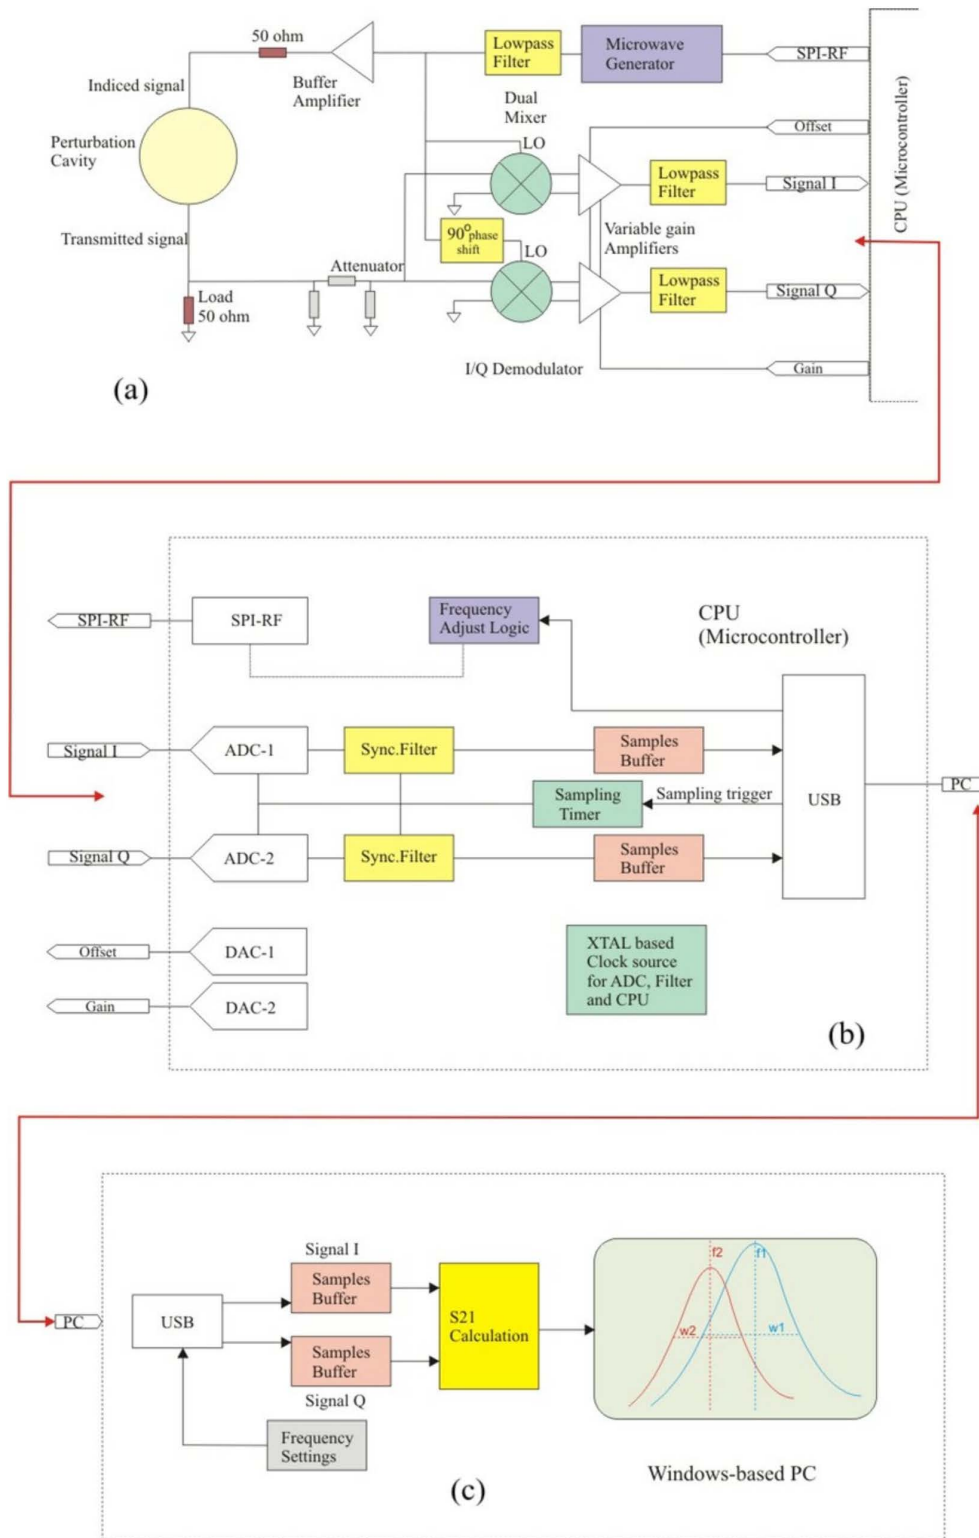 50 ohm
Indiced signal
Buffer
Amplifier
Lowpass
Filter
Microwave
Generator
SPI-RF
Dual
Mixer
Perturbation
Cavity
LO
Offset
Lowpass
Filter
Signal I
CPU (Microcontroller)
Transmitted signal
90° phase
shift
LO
Variable gain
Amplifiers
Attenuator
Load
50 ohm
Lowpass
Filter
Signal Q
I/Q Demodulator
Gain
(a)
SPI-RF
SPI-RF
Frequency
Adjust Logic
CPU
(Microcontroller)
Signal I
ADC-1
Sync.Filter
Samples
Buffer
Sampling
Timer
Sampling trigger
USB
PC
Signal Q
ADC-2
Sync.Filter
Samples
Buffer
Offset
DAC-1
Gain
DAC-2
XTAL based
Clock source
for ADC, Filter
and CPU
(b)
PC
USB
Signal I
Samples
Buffer
Samples
Buffer
Signal Q
S21
Calculation
f2
f1
w2
w1
Frequency
Settings
Windows-based PC
(c)